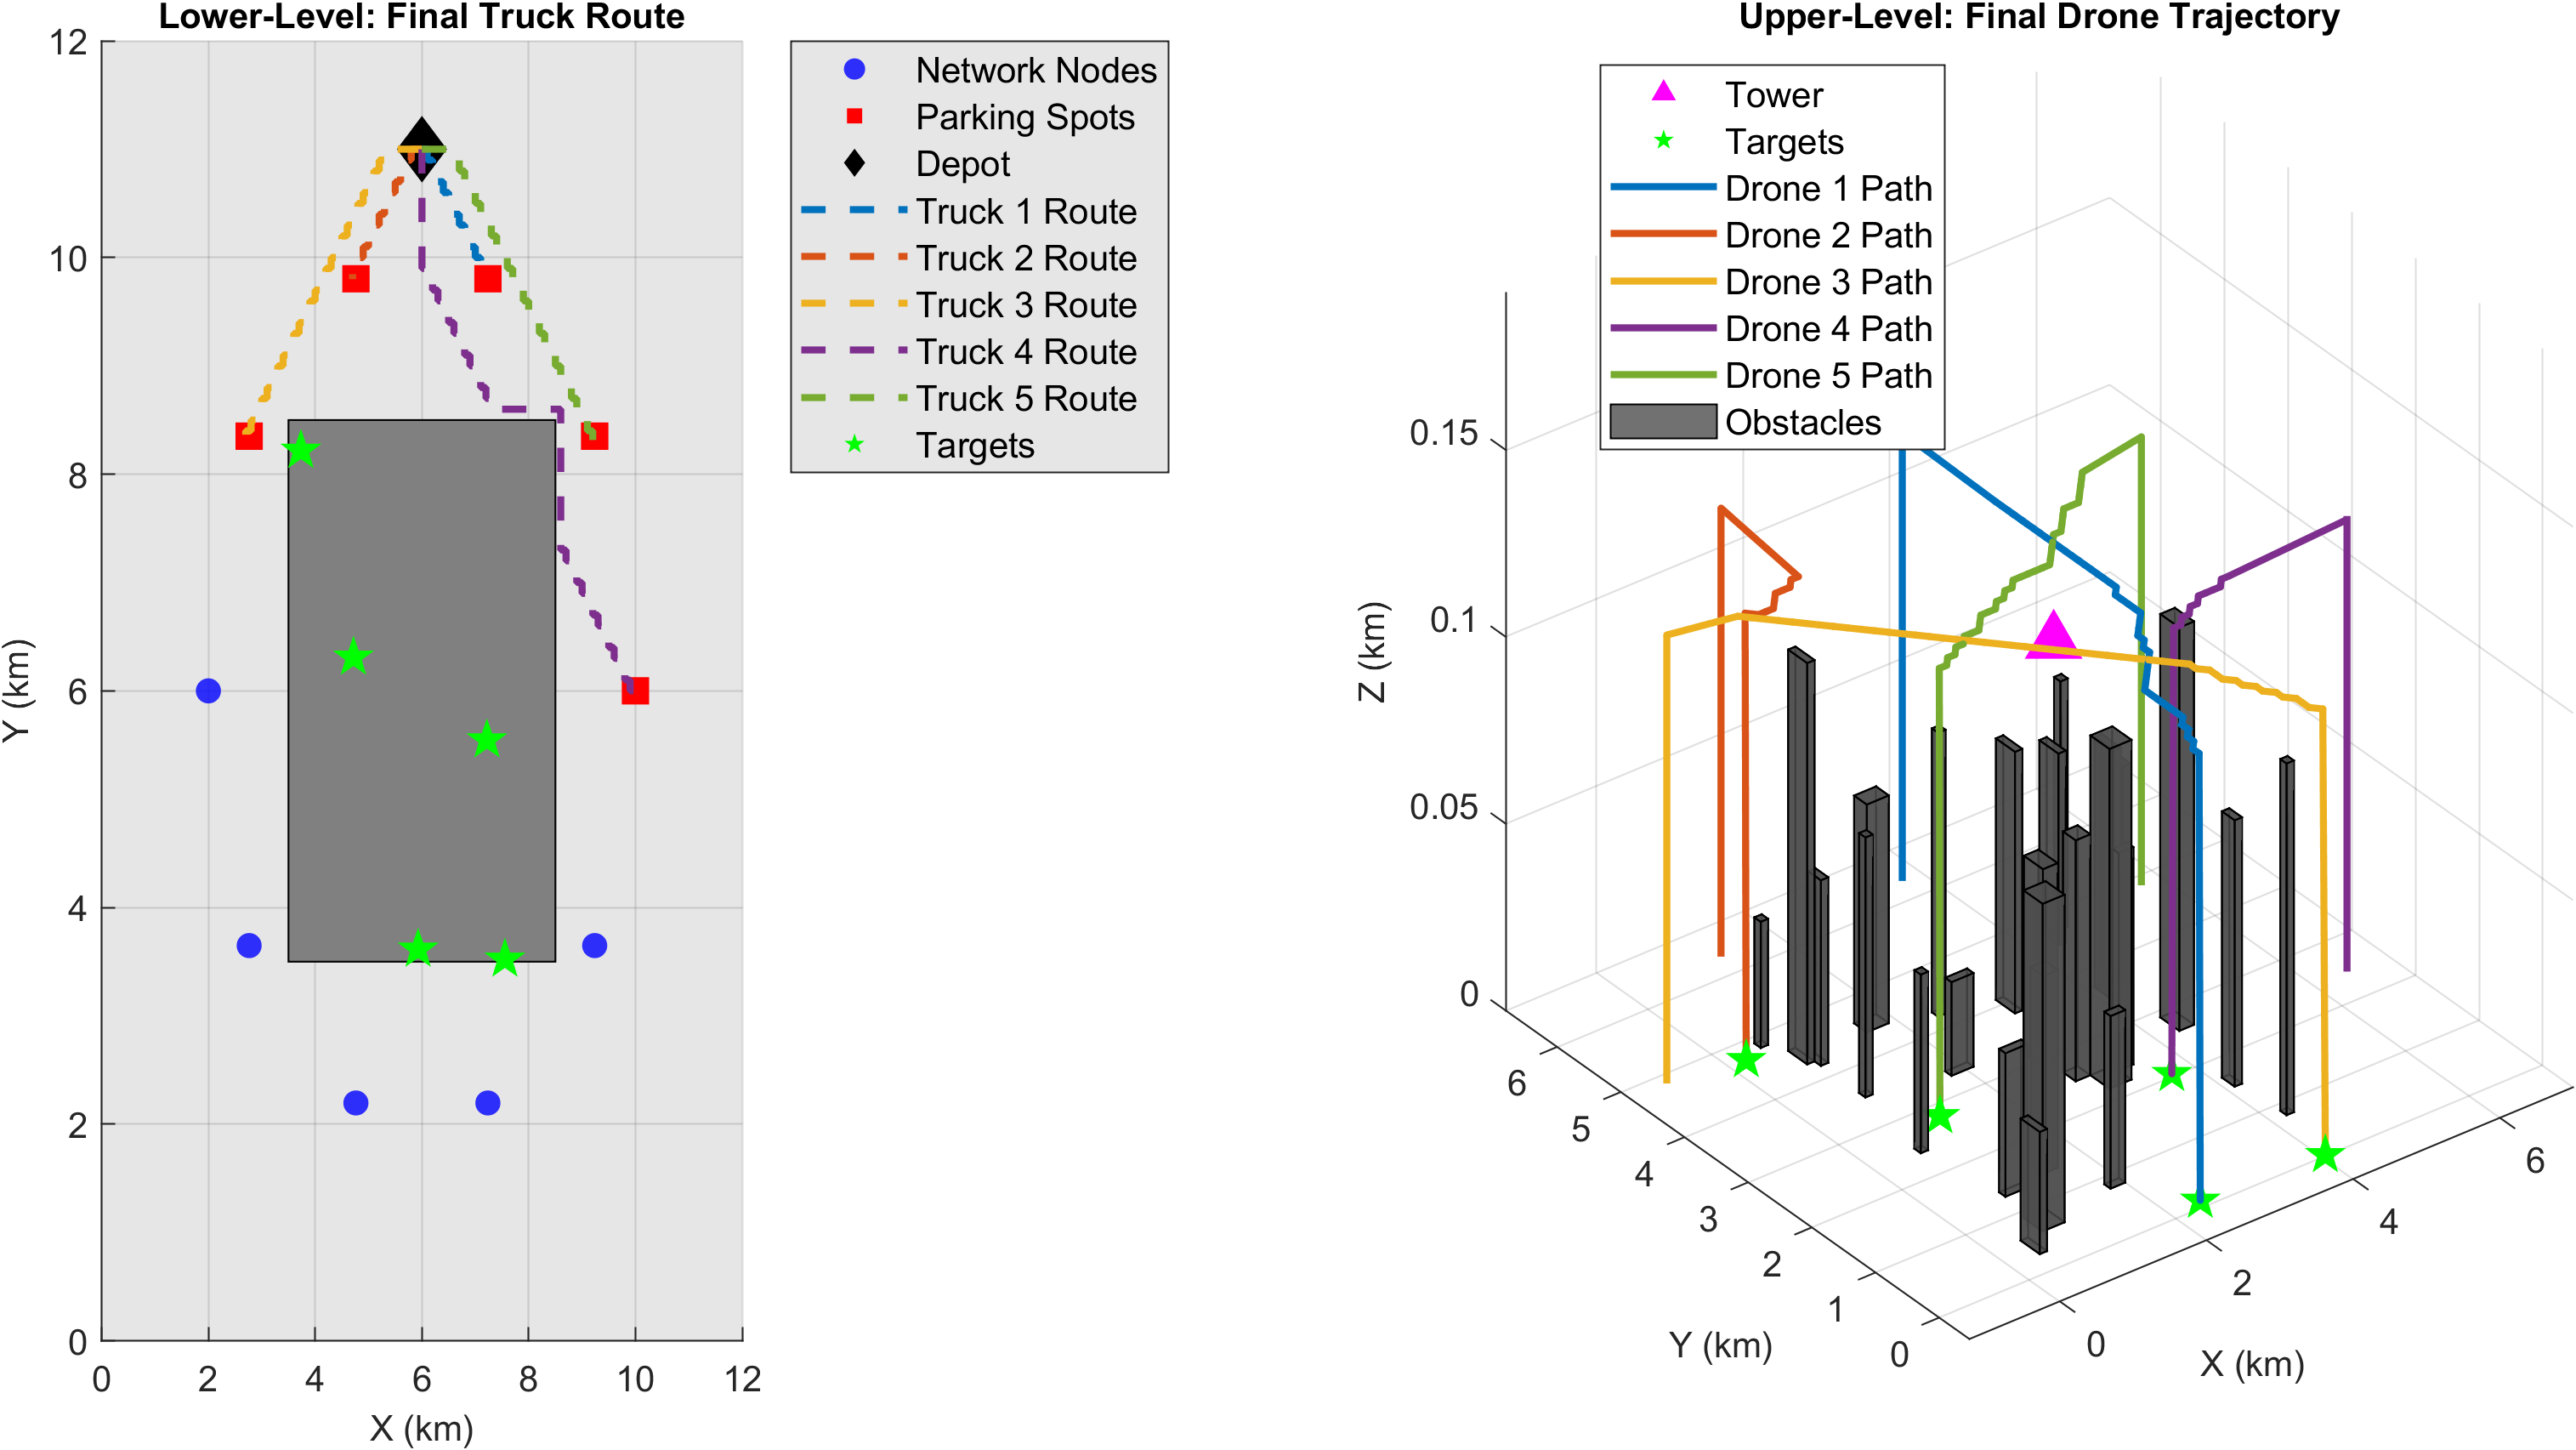 Lower-Level: Final Truck Route
12
10
8
6
4
2
0
0 2 4 6 8 10 12
X (km)
Y (km)
Network Nodes
Parking Spots
Depot
Truck 1 Route
Truck 2 Route
Truck 3 Route
Truck 4 Route
Truck 5 Route
Targets
Upper-Level: Final Drone Trajectory
Tower
Targets
Drone 1 Path
Drone 2 Path
Drone 3 Path
Drone 4 Path
Drone 5 Path
Obstacles
0.15
0.1
0.05
0
Z (km)
6
5
4
3
2
1
0
Y (km)
0
2
4
6
X (km)